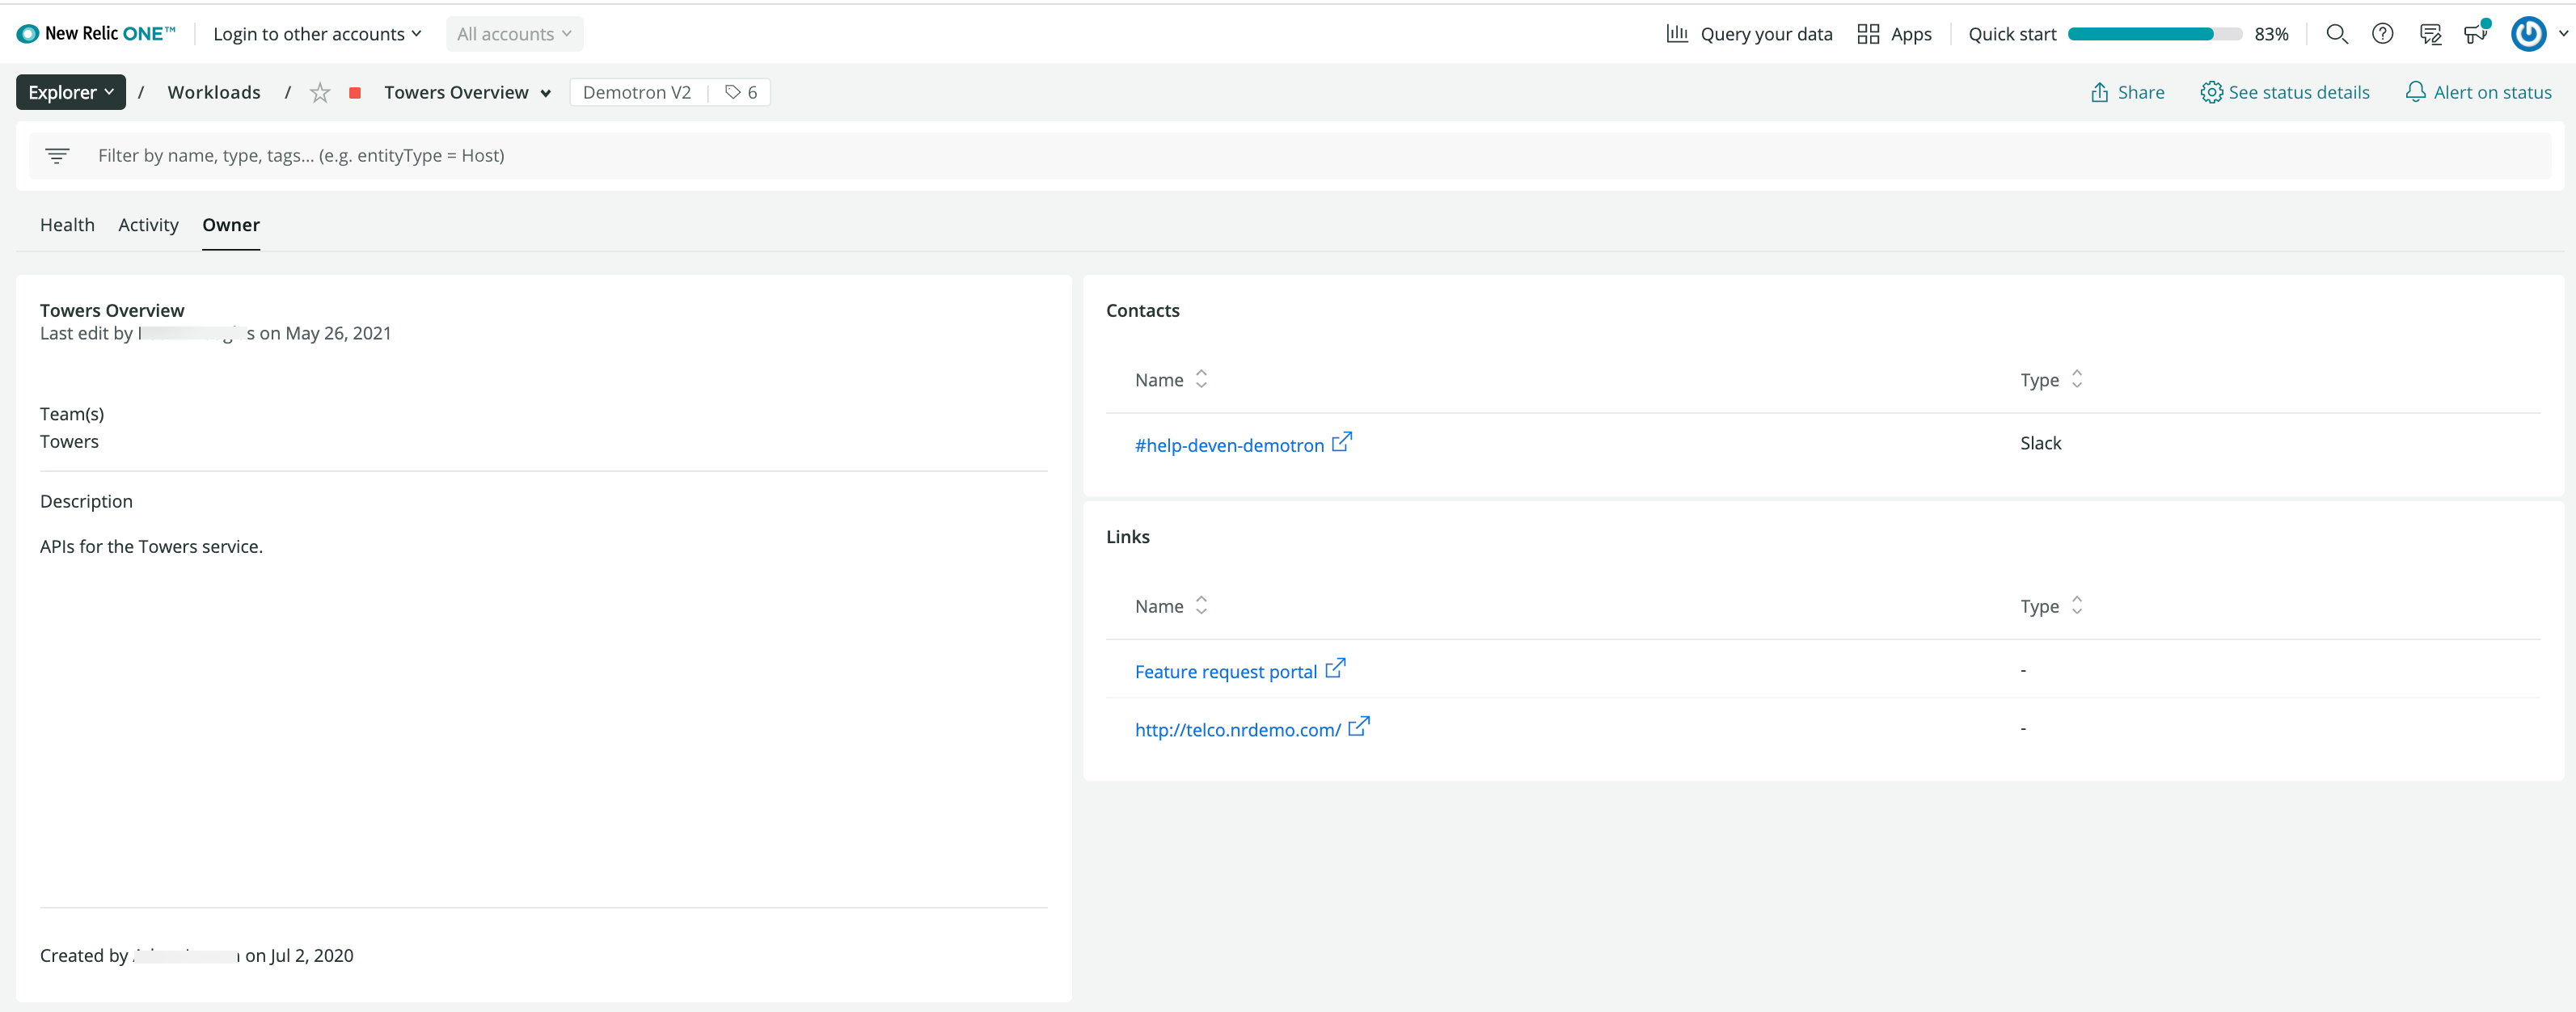 New Relic ONE™ Login to other accounts All accounts Query your data Apps Quick start 83%
Explorer / Workloads / Towers Overview Demotron V2 6 Share See status details Alert on status
Filter by name, type, tags... (e.g. entityType = Host)
Health Activity Owner
Towers Overview
Last edit by on May 26, 2021
Team(s)
Towers
Description
APIs for the Towers service.
Created by on Jul 2, 2020
Contacts
Name Type
#help-deven-demotron Slack
Links
Name Type
Feature request portal -
http://telco.nrdemo.com/ -